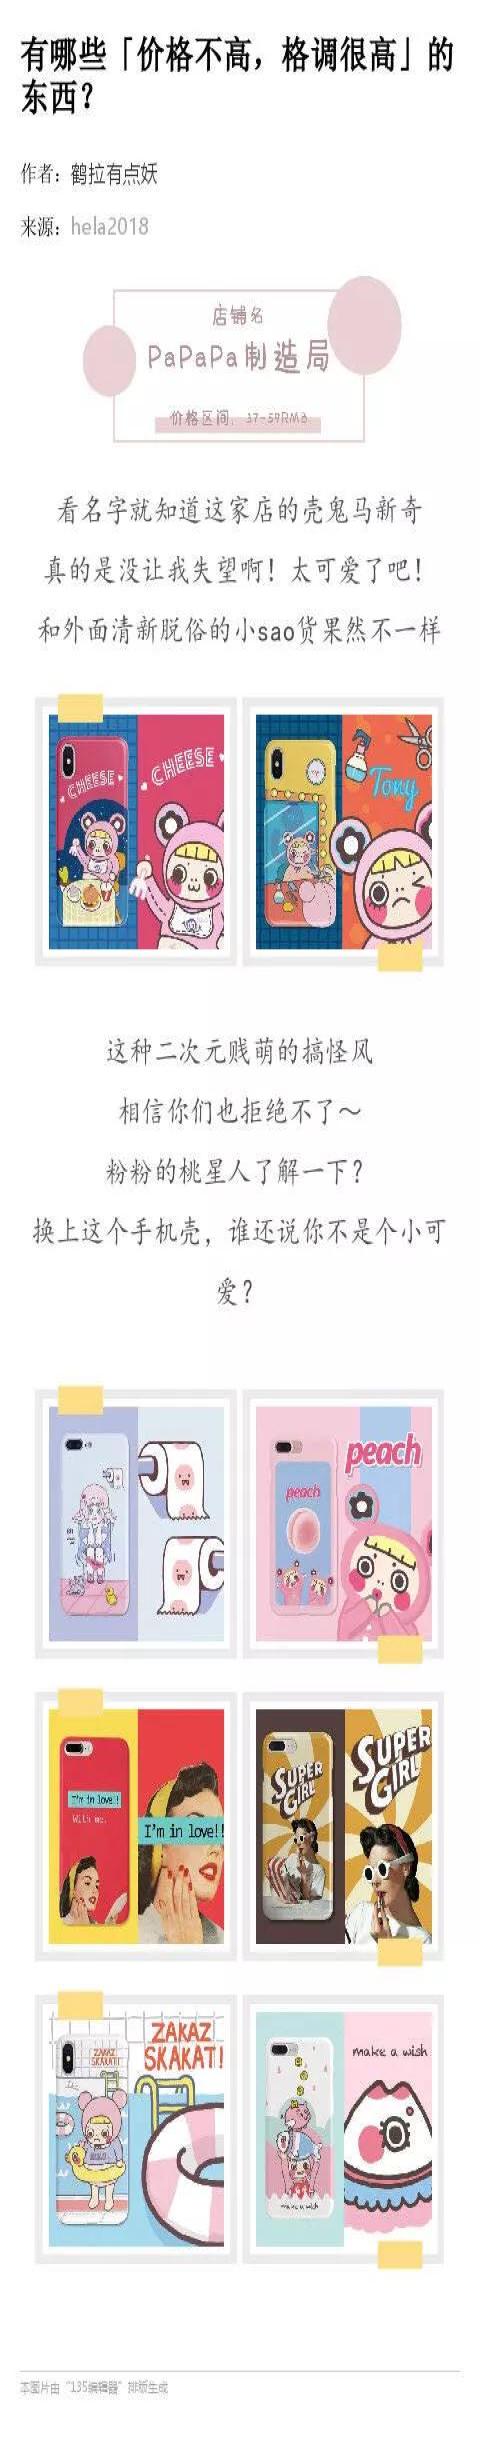 有哪些「价格不高，格调很高」的
东西？
作者：鹤拉有点妖
来源：hela2018
店铺名
PaPaPa制造局
价格区间：37-59RMB
看名字就知道这家店的壳鬼马新奇
真的是没让我失望啊！太可爱了吧！
和外面清新脱俗的小sao货果然不一样
CHEESE
CHEESE
Tony
这种二次元贱萌的搞怪风
相信你们也拒绝不了～
粉粉的桃星人了解一下？
换上这个手机壳，谁还说你不是个小可
爱？
peach
peach
I'm in love!!
With me.
I'm in love!!
SUPER
GIRL
SUPER
GIRL
ZAKAZ
SKAKAT!
ZAKAZ
SKAKAT!
make a wish
make a wish
本图片由“135编辑器”排版生成